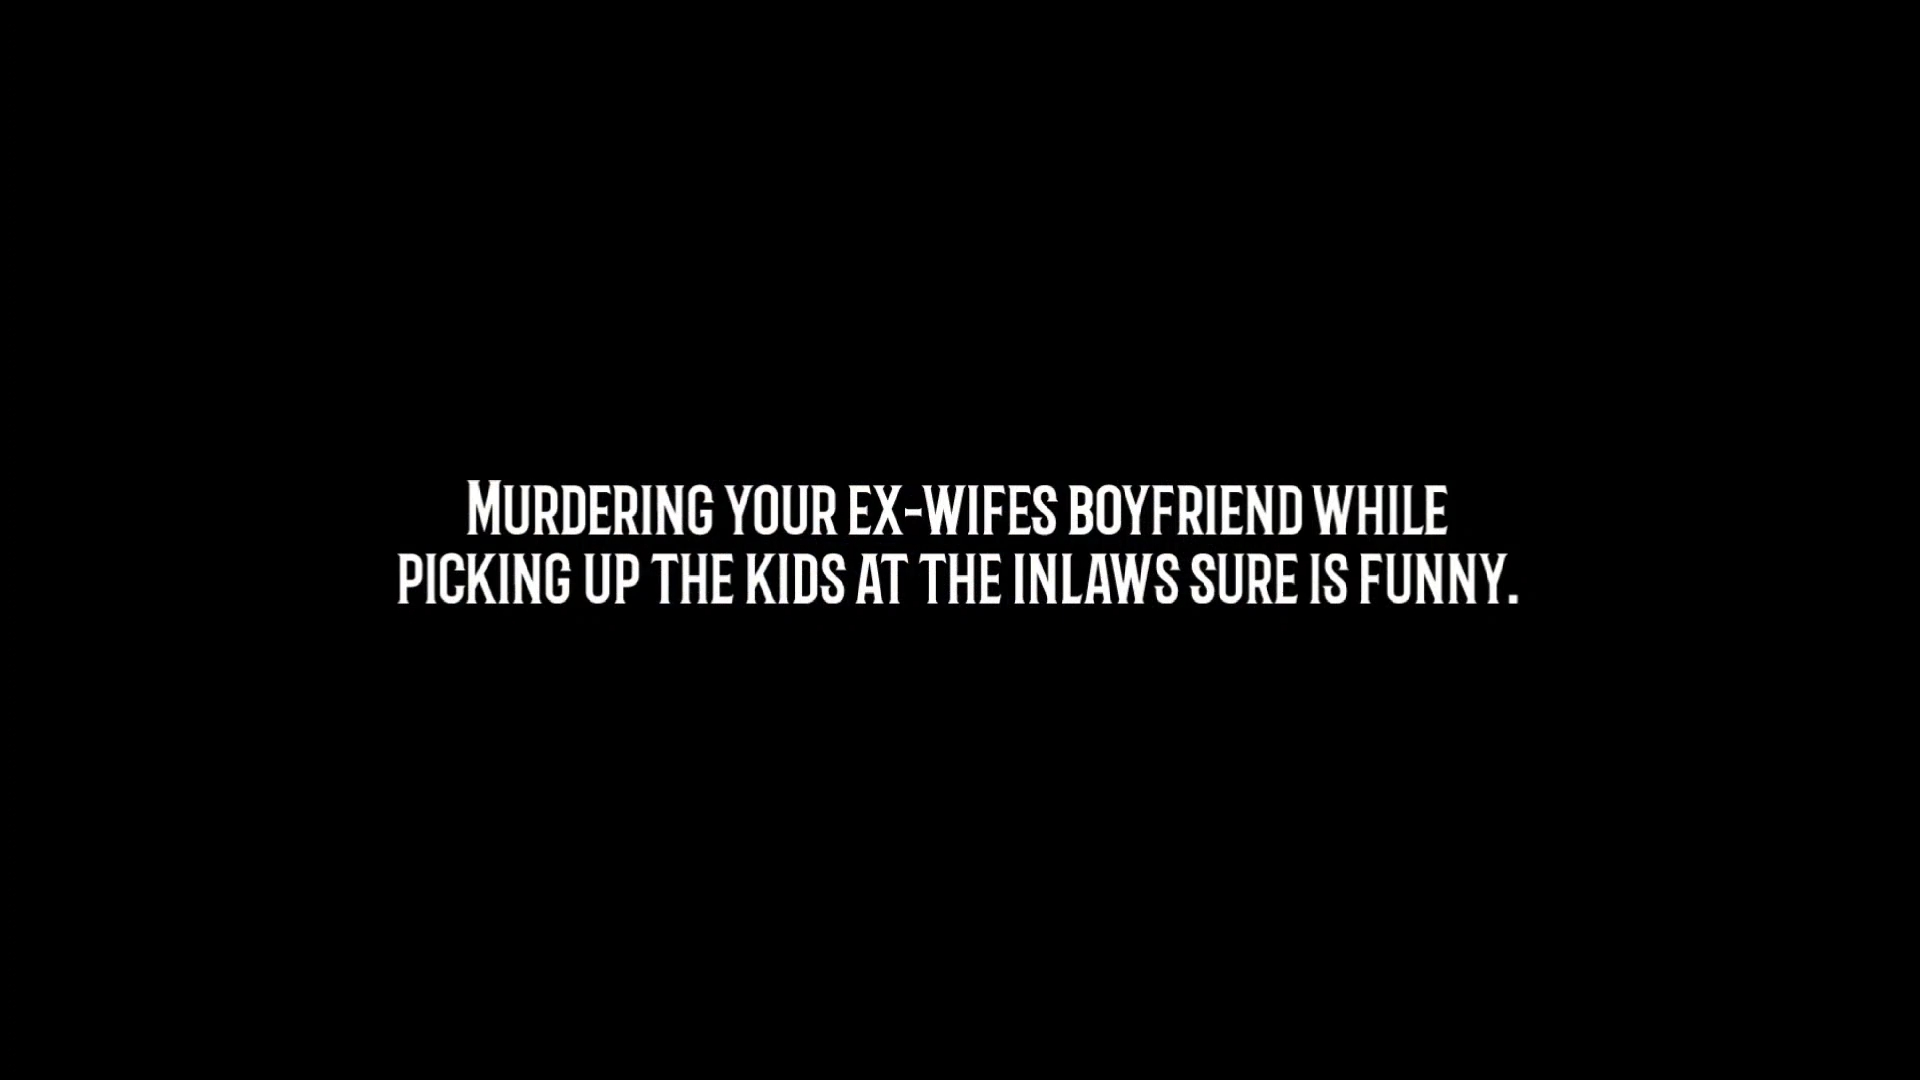 Murdering your ex-wifes boyfriend while
picking up the kids at the inlaws sure is funny.